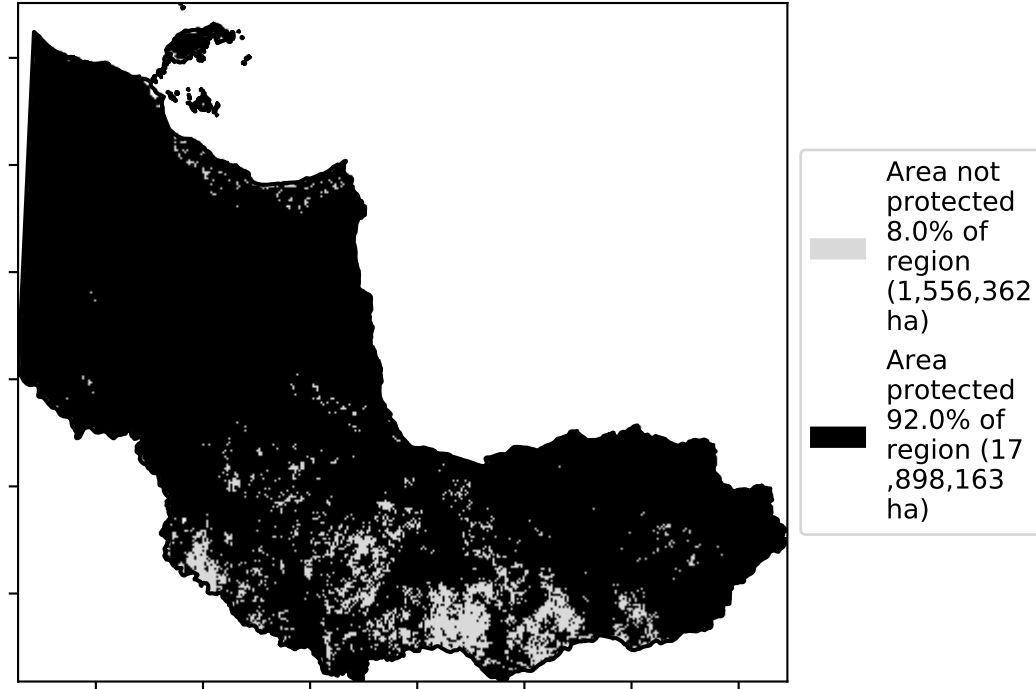 Area not
protected
8.0% of
region
(1,556,362
ha)
Area
protected
92.0% of
region (17
,898,163
ha)